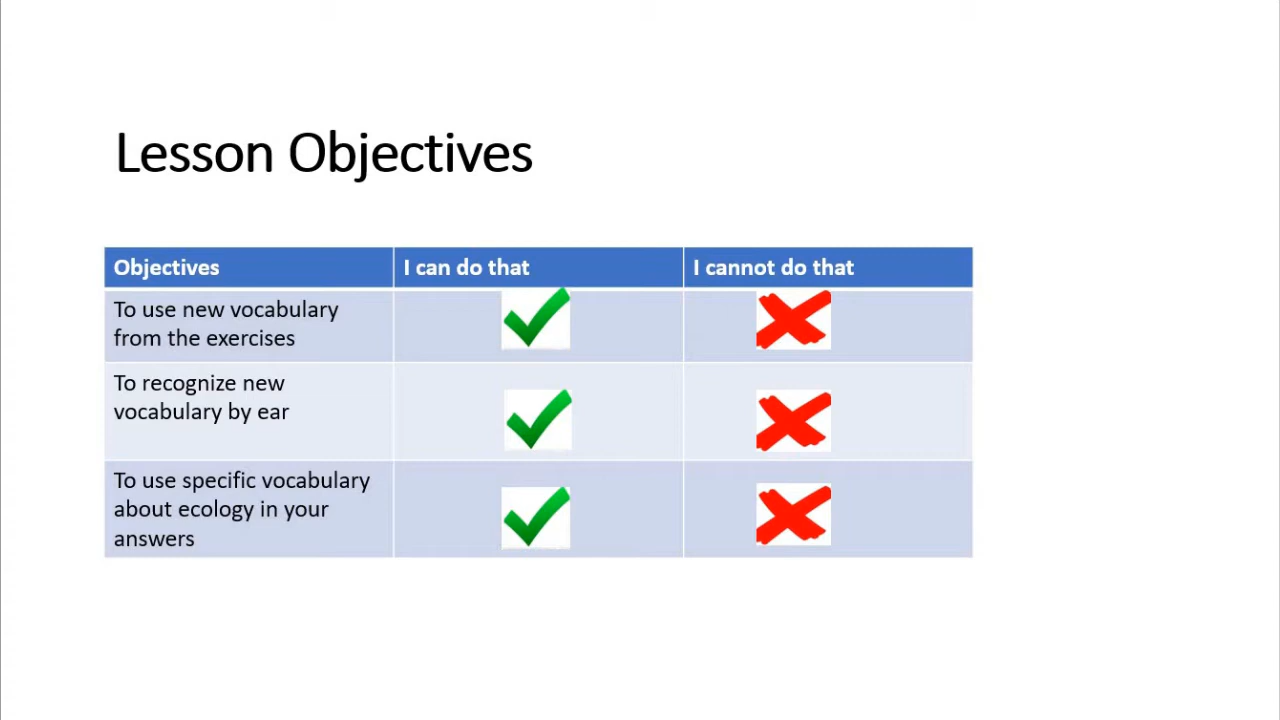 Lesson Objectives
Objectives I can do that I cannot do that
To use new vocabulary
from the exercises
To recognize new
vocabulary by ear
To use specific vocabulary
about ecology in your
answers